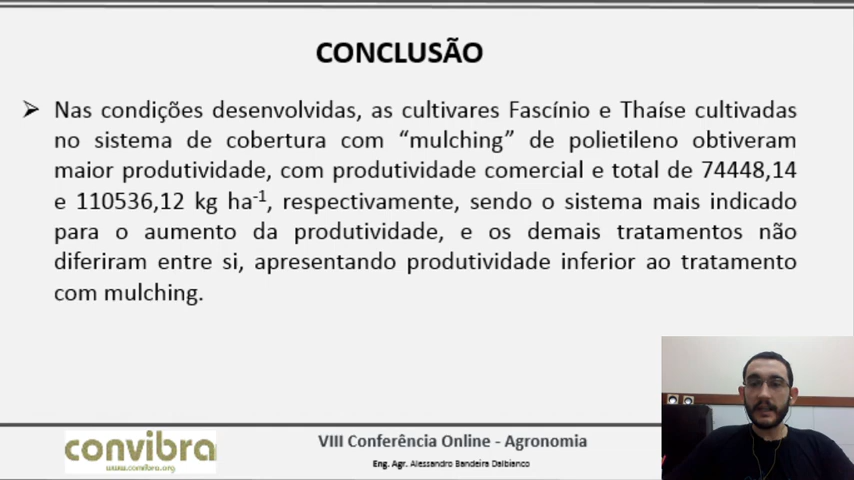 CONCLUSÃO
➢ Nas condições desenvolvidas, as cultivares Fascínio e Thaíse cultivadas
no sistema de cobertura com “mulching” de polietileno obtiveram
maior produtividade, com produtividade comercial e total de 74448,14
e 110536,12 kg ha-1, respectivamente, sendo o sistema mais indicado
para o aumento da produtividade, e os demais tratamentos não
diferiram entre si, apresentando produtividade inferior ao tratamento
com mulching.
convibra
www.convibra.org
VIII Conferência Online - Agronomia
Eng. Agr. Alessandro Bandeira Dalbianco